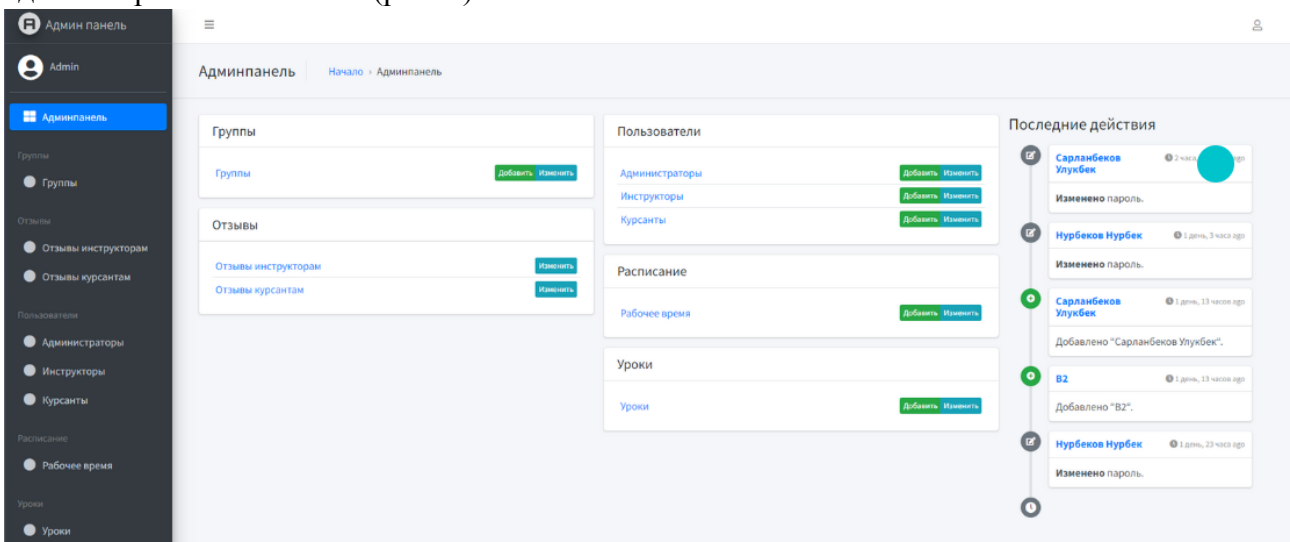 Админ панель
Admin
Админпанель
Группы
Группы
Отзывы
Отзывы инструкторам
Отзывы курсантам
Пользователи
Администраторы
Инструкторы
Курсанты
Расписание
Рабочее время
Уроки
Уроки
Админпанель Начало › Админпанель
Группы
Группы Добавить Изменить
Отзывы
Отзывы инструкторам Изменить
Отзывы курсантам Изменить
Пользователи
Администраторы Добавить Изменить
Инструкторы Добавить Изменить
Курсанты Добавить Изменить
Расписание
Рабочее время Добавить Изменить
Уроки
Уроки Добавить Изменить
Последние действия
Сарланбеков 2 часа,
Улукбек
Изменено пароль.
Нурбеков Нурбек 1 день, 3 часа ago
Изменено пароль.
Сарланбеков 1 день, 13 часов ago
Улукбек
Добавлено "Сарланбеков Улукбек".
B2 1 день, 13 часов ago
Добавлено "B2".
Нурбеков Нурбек 1 день, 23 часа ago
Изменено пароль.